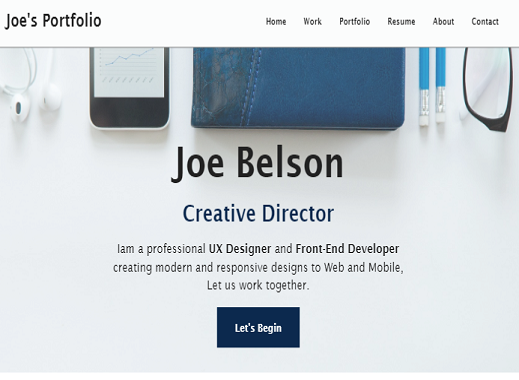 Joe's Portfolio
Home Work Portfolio Resume About Contact
Joe Belson
Creative Director
Iam a professional UX Designer and Front-End Developer
creating modern and responsive designs to Web and Mobile,
Let us work together.
Let's Begin